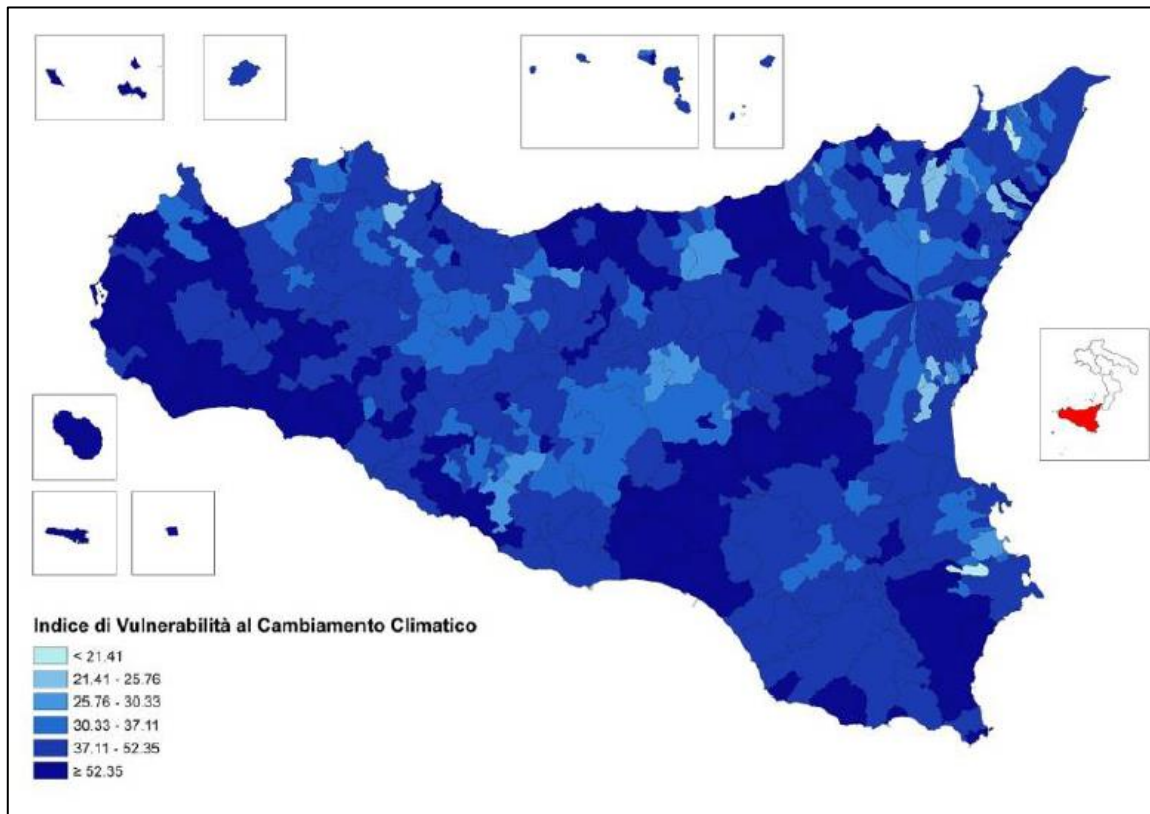 Indice di Vulnerabilità al Cambiamento Climatico
< 21.41
21.41 - 25.76
25.76 - 30.33
30.33 - 37.11
37.11 - 52.35
≥ 52.35